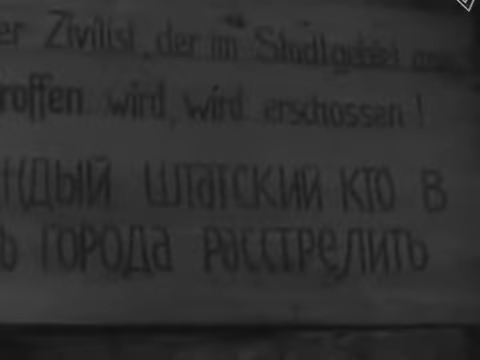 er Zivilist, der im Stadtgebiet
roffen wird, wird erschossen!
ждый штатский кто в
ь города расстрелить